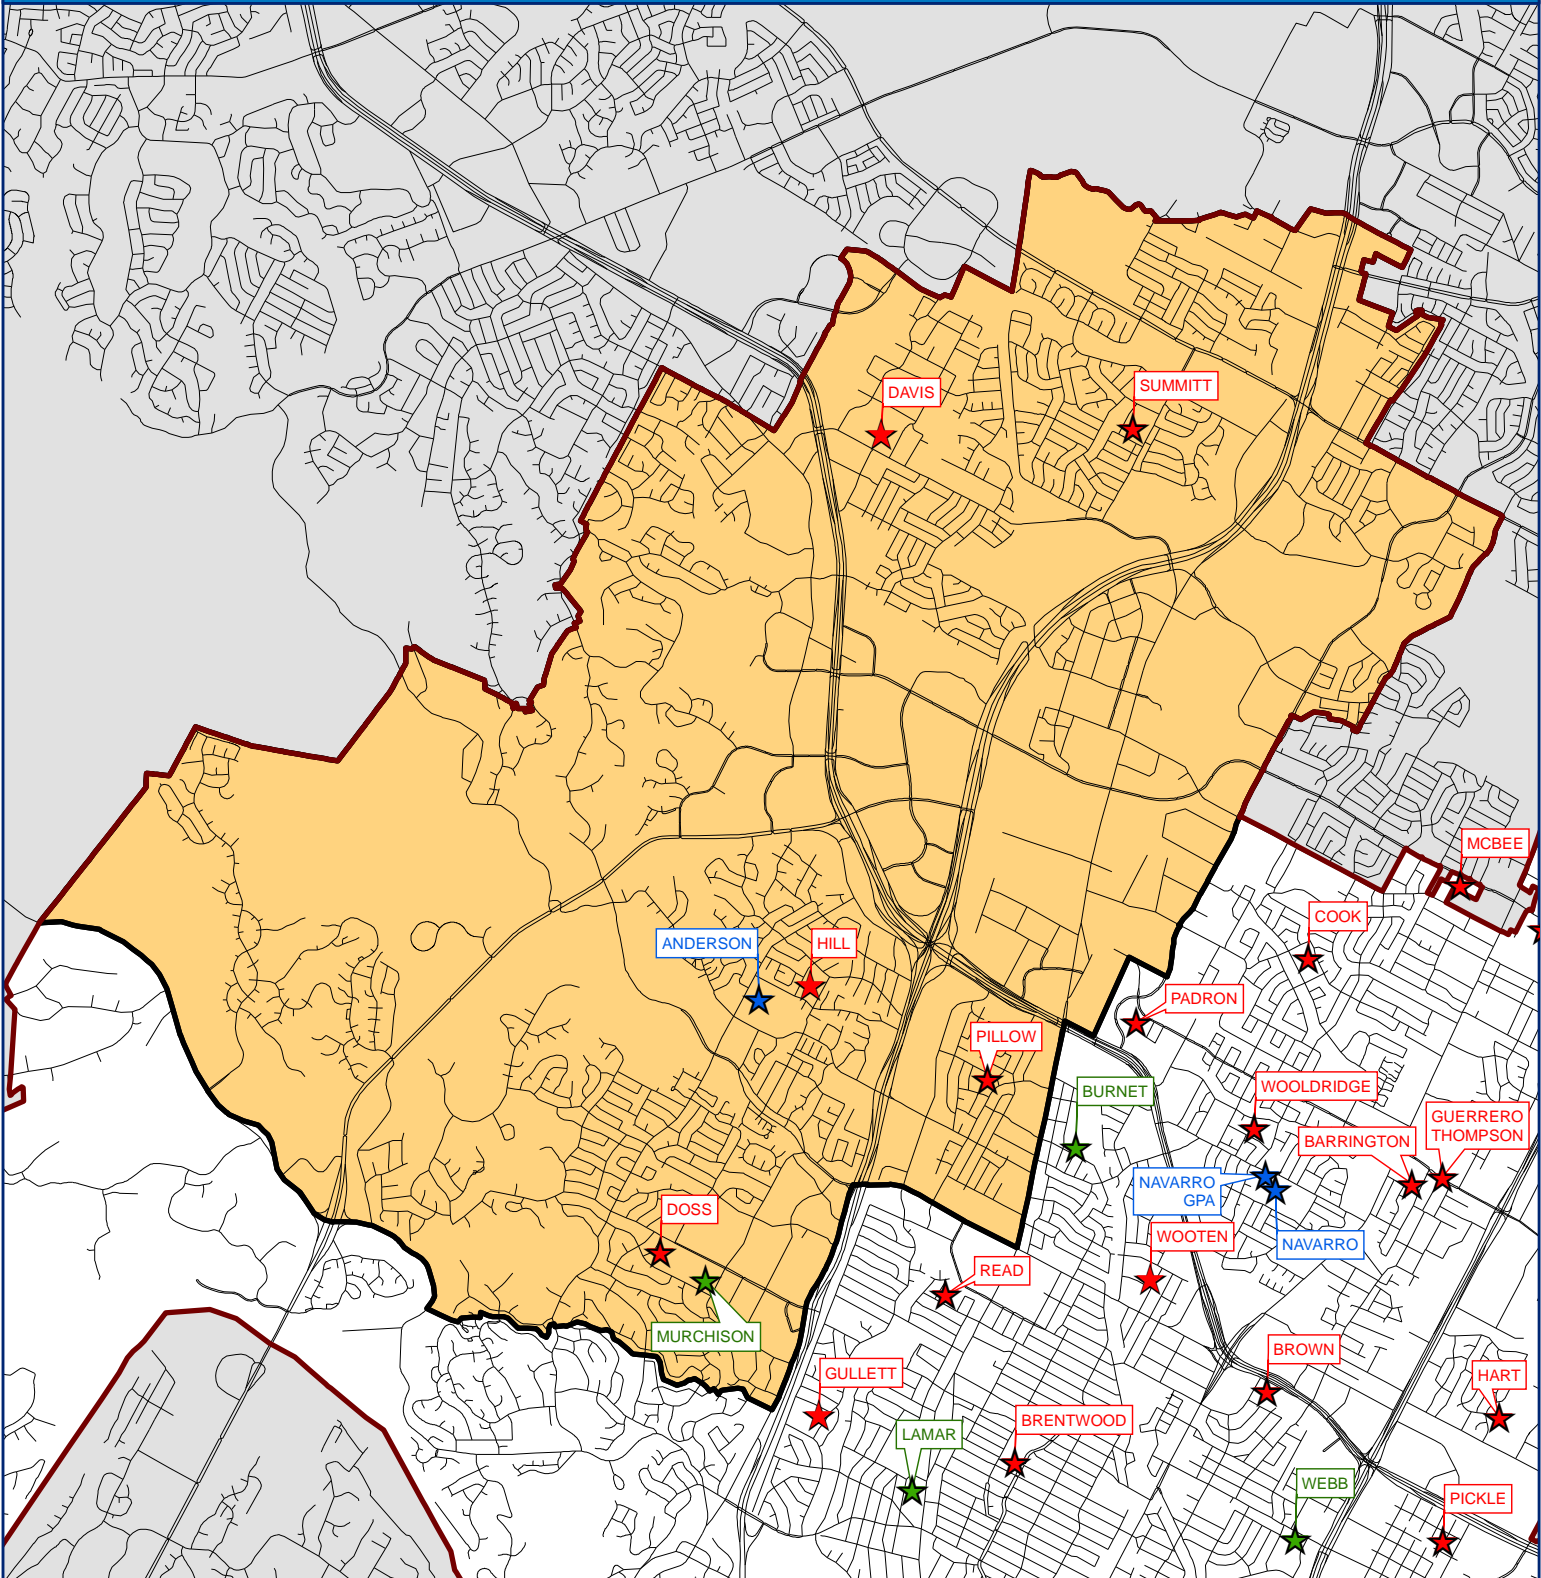 SUMMITT
DAVIS
MCBEE
COOK
ANDERSON
HILL
PADRON
PILLOW
WOOLDRIDGE
BURNET
GUERRERO
THOMPSON
BARRINGTON
NAVARRO
GPA
DOSS
WOOTEN
NAVARRO
READ
MURCHISON
BROWN
GULLETT
HART
BRENTWOOD
LAMAR
WEBB
PICKLE